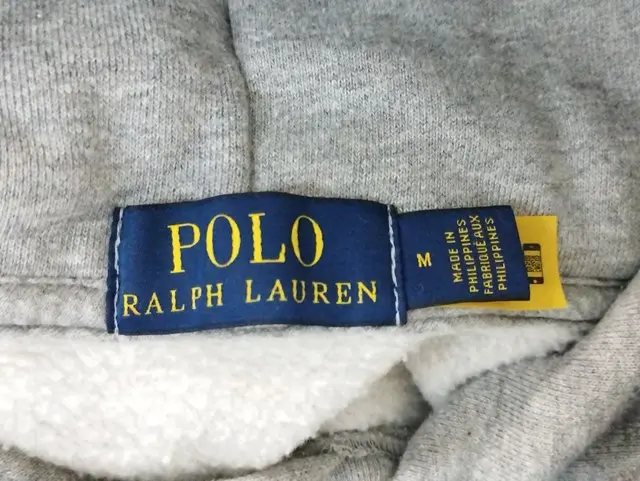 POLO
RALPH LAUREN
M
MADE IN
PHILIPPINES
FABRIQUÉ AUX
PHILIPPINES